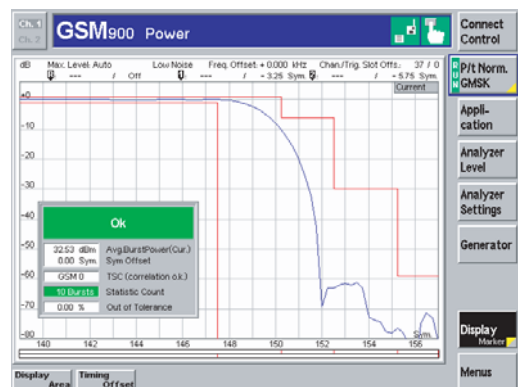 Ch. 1
Ch. 2
GSM900 Power
Connect
Control
dB Max. Level: Auto Low Noise Freq. Offset: + 0.000 kHz Chan./Trig. Slot Offs.: 37 / 0
--- / Off --- / - 3.25 Sym. --- / - 5.75 Sym.
Current
RUN
P/t Norm.
GMSK
Appli-
cation
Analyzer
Level
Analyzer
Settings
Generator
+0
-10
-20
-30
-40
-50
-60
-70
-80
Ok
32.53 dBm Avg.BurstPower(Cur.)
0.00 Sym. Sym Offset
GSM 0 TSC (correlation o.k.)
10 Bursts Statistic Count
0.00 % Out of Tolerance
Sym.
140 142 144 146 148 150 152 154 156
Display
Marker
Display
Area
Timing
Offset
Menus